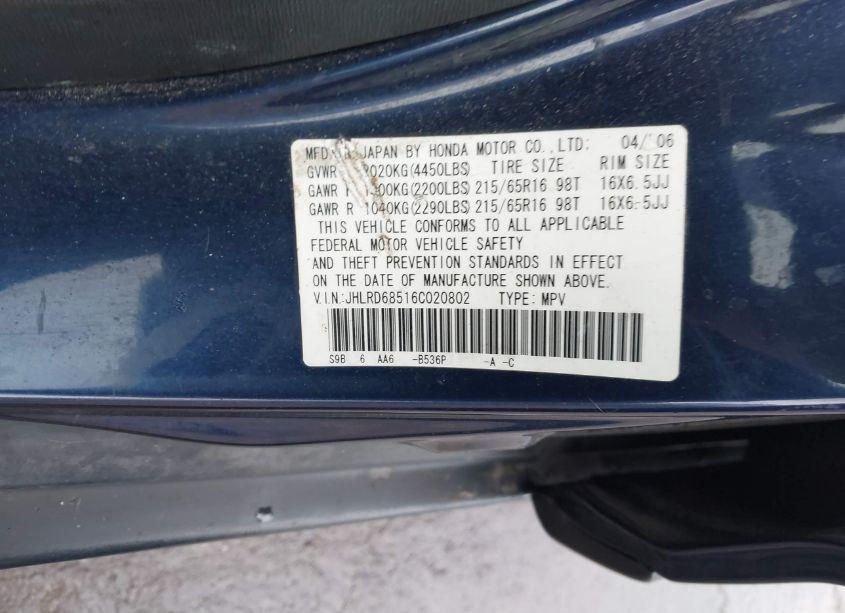 MFD JAPAN BY HONDA MOTOR CO.,LTD: 04/ 06
GVWR 2020KG(4450LBS) TIRE SIZE RIM SIZE
GAWR F 1000KG(2200LBS) 215/65R16 98T 16X6.5JJ
GAWR R 1040KG(2290LBS) 215/65R16 98T 16X6.5JJ
THIS VEHICLE CONFORMS TO ALL APPLICABLE
FEDERAL MOTOR VEHICLE SAFETY
AND THEFT PREVENTION STANDARDS IN EFFECT
ON THE DATE OF MANUFACTURE SHOWN ABOVE.
V.I.N:JHLRD68516C020802 TYPE: MPV
S9B 6 AA6 -B536P -A -C